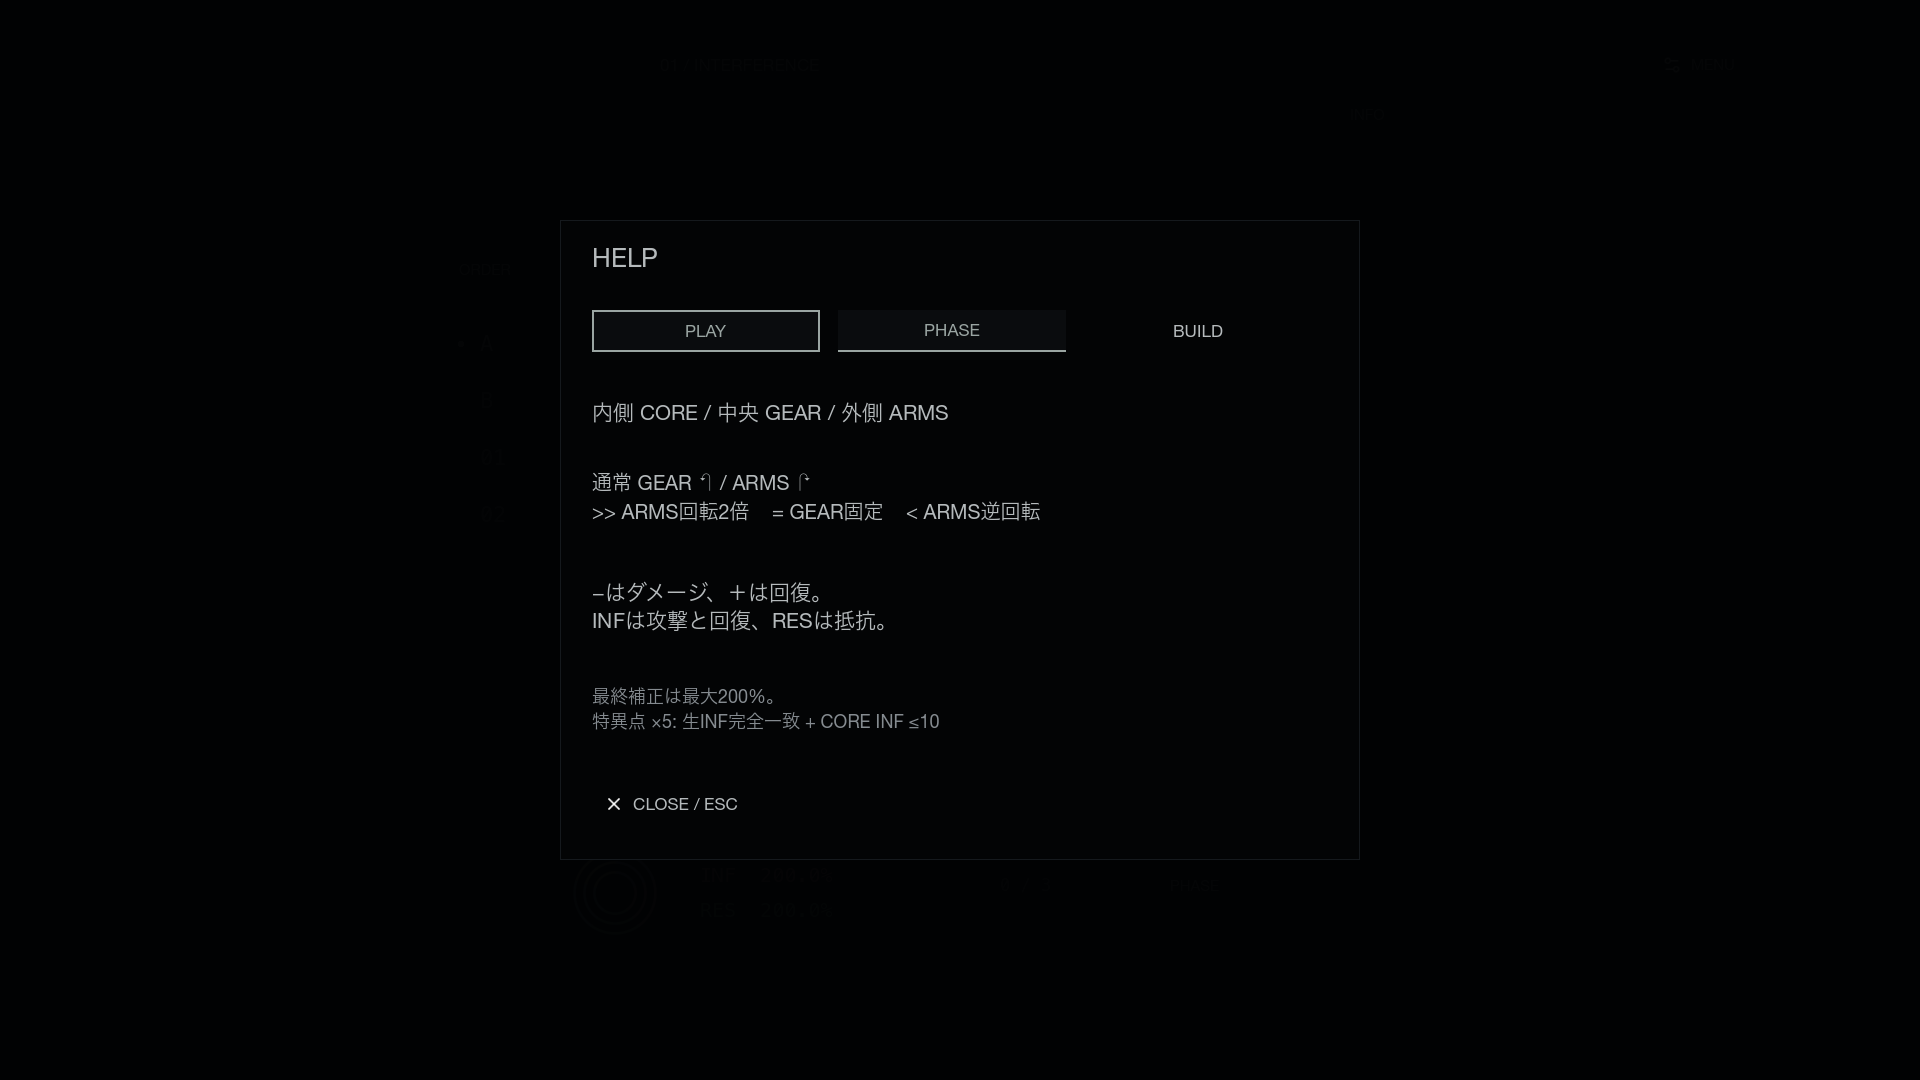 HELP
PLAY
PHASE
BUILD
内側 CORE / 中央 GEAR / 外側 ARMS
通常 GEAR ↰ / ARMS ↱
>> ARMS回転2倍　= GEAR固定　< ARMS逆回転
–はダメージ、＋は回復。
INFは攻撃と回復、RESは抵抗。
最終補正は最大200%。
特異点 ×5: 生INF完全一致 + CORE INF ≤10
× CLOSE / ESC